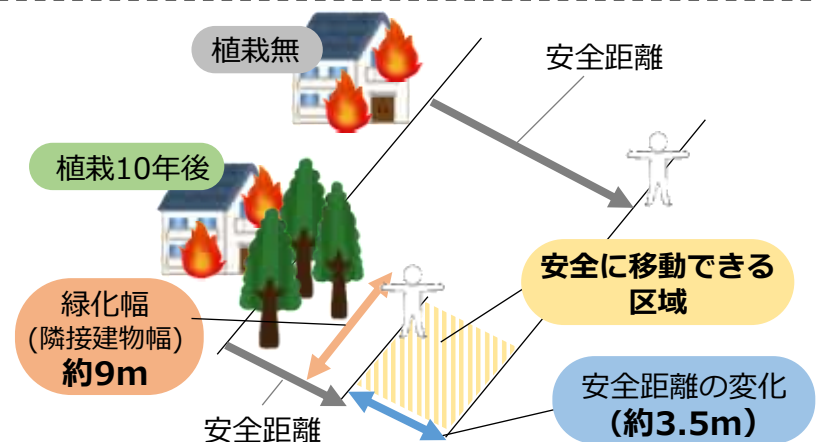 植栽無
安全距離
植栽10年後
安全に移動できる
区域
緑化幅
(隣接建物幅)
約9m
安全距離の変化
（約3.5m）
安全距離